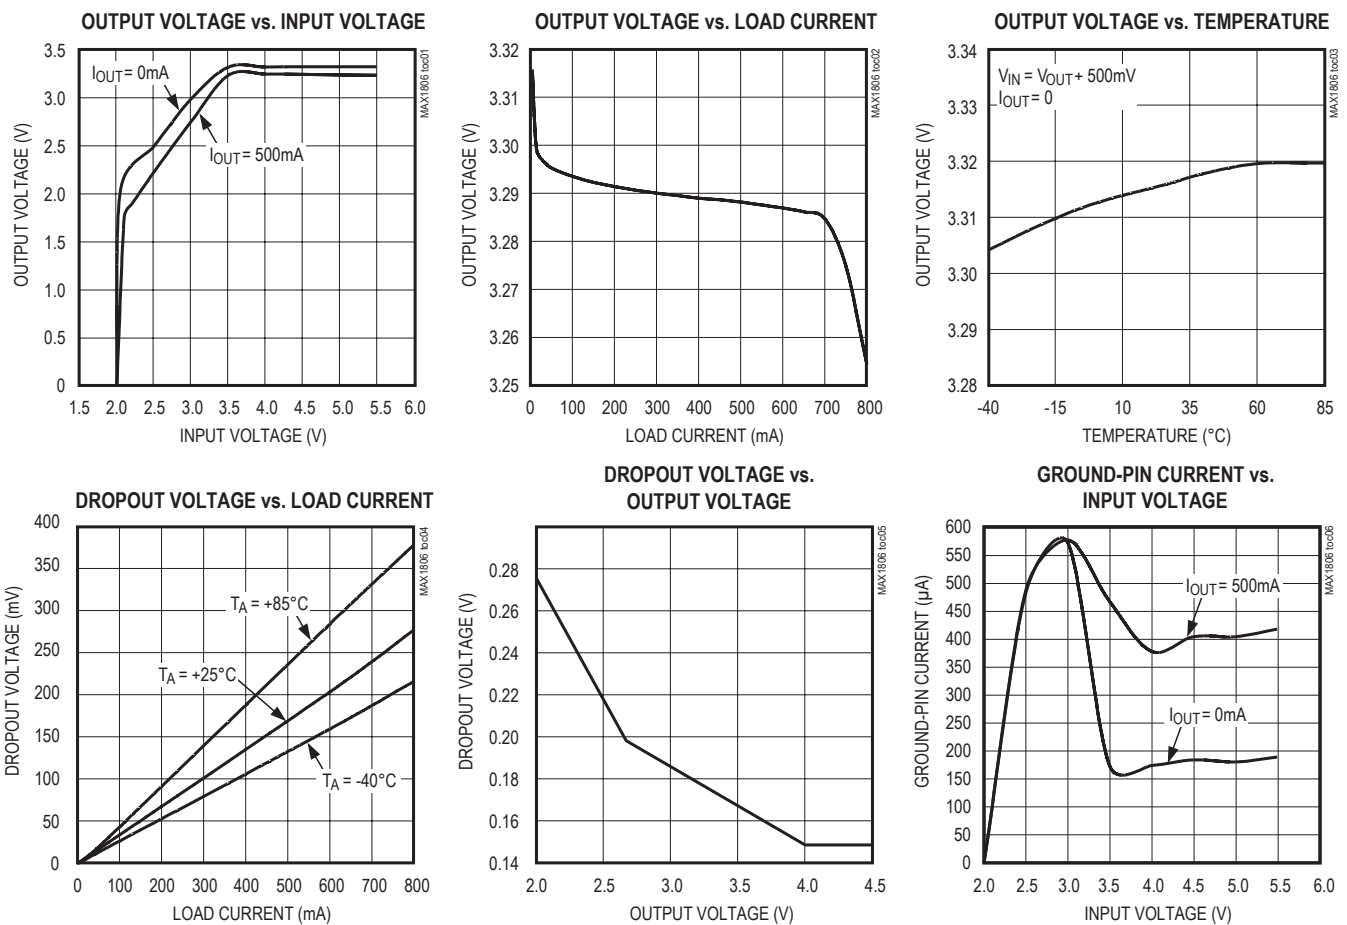 OUTPUT VOLTAGE vs. INPUT VOLTAGE
MAX1806 toc01
OUTPUT VOLTAGE (V)
3.5
3.0
2.5
2.0
1.5
1.0
0.5
0
IOUT = 0mA
IOUT = 500mA
1.5 2.0 2.5 3.0 3.5 4.0 4.5 5.0 5.5 6.0
INPUT VOLTAGE (V)
OUTPUT VOLTAGE vs. LOAD CURRENT
MAX1806 toc02
OUTPUT VOLTAGE (V)
3.32
3.31
3.30
3.29
3.28
3.27
3.26
3.25
0 100 200 300 400 500 600 700 800
LOAD CURRENT (mA)
OUTPUT VOLTAGE vs. TEMPERATURE
MAX1806 toc03
OUTPUT VOLTAGE (V)
3.34
3.33
3.32
3.31
3.30
3.29
3.28
VIN = VOUT + 500mV
IOUT = 0
-40 -15 10 35 60 85
TEMPERATURE (°C)
DROPOUT VOLTAGE vs. LOAD CURRENT
MAX1806 toc04
DROPOUT VOLTAGE (mV)
400
350
300
250
200
150
100
50
0
TA = +85°C
TA = +25°C
TA = -40°C
0 100 200 300 400 500 600 700 800
LOAD CURRENT (mA)
DROPOUT VOLTAGE vs.
OUTPUT VOLTAGE
MAX1806 toc05
DROPOUT VOLTAGE (V)
0.28
0.26
0.24
0.22
0.20
0.18
0.16
0.14
2.0 2.5 3.0 3.5 4.0 4.5
OUTPUT VOLTAGE (V)
GROUND-PIN CURRENT vs.
INPUT VOLTAGE
MAX1806 toc06
GROUND-PIN CURRENT (µA)
600
550
500
450
400
350
300
250
200
150
100
50
0
IOUT = 500mA
IOUT = 0mA
2.0 2.5 3.0 3.5 4.0 4.5 5.0 5.5 6.0
INPUT VOLTAGE (V)